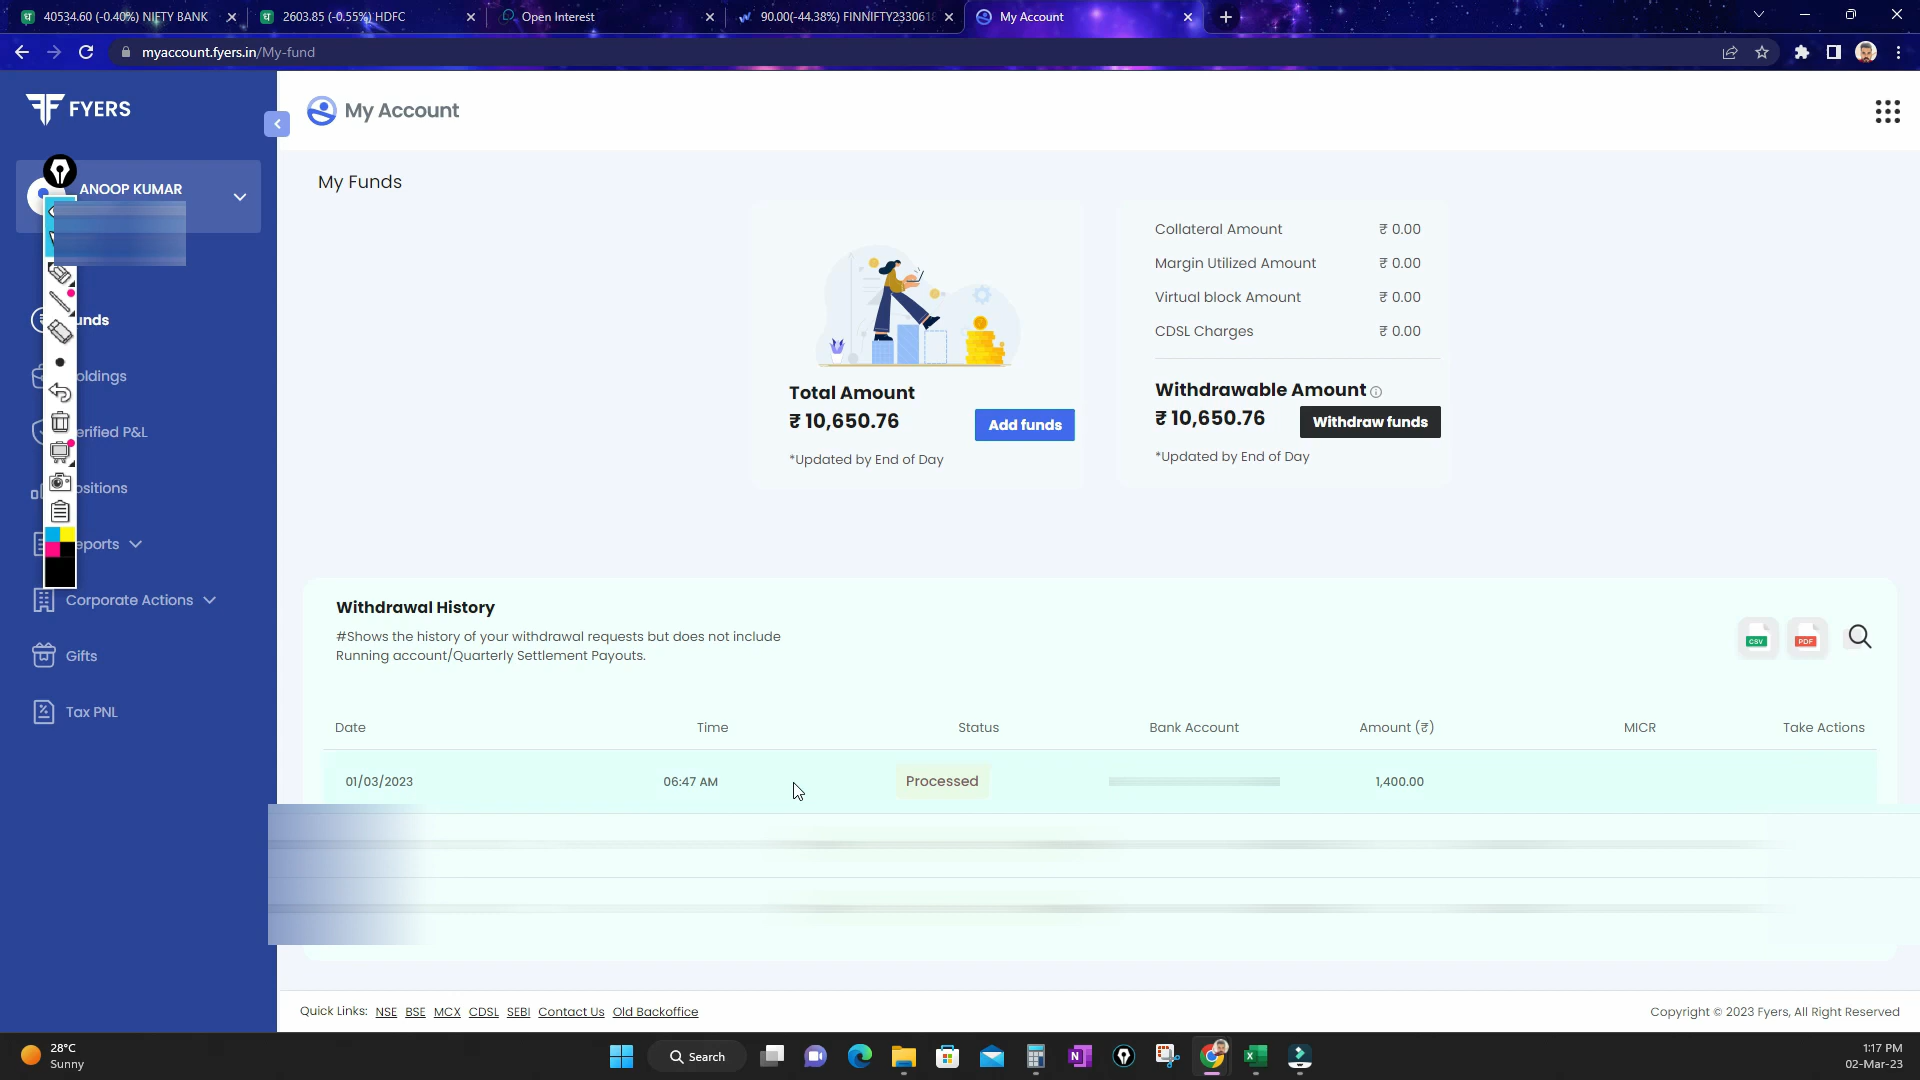 40534.60 (-0.40%) NIFTY BANK
2603.85 (-0.55%) HDFC
Open Interest
90.00(-44.38%) FINNIFTY2330618
My Account
myaccount.fyers.in/My-fund
FYERS
My Account
ANOOP KUMAR
My Funds
Collateral Amount ₹ 0.00
Margin Utilized Amount ₹ 0.00
Virtual block Amount ₹ 0.00
CDSL Charges ₹ 0.00
Total Amount
₹ 10,650.76
Add funds
*Updated by End of Day
Withdrawable Amount
₹ 10,650.76
Withdraw funds
*Updated by End of Day
unds
oldings
erified P&L
ositions
eports
Corporate Actions
Gifts
Tax PNL
Withdrawal History
#Shows the history of your withdrawal requests but does not include
Running account/Quarterly Settlement Payouts.
CSV
PDF
Date Time Status Bank Account Amount (₹) MICR Take Actions
01/03/2023 06:47 AM Processed 1,400.00
Quick Links: NSE BSE MCX CDSL SEBI Contact Us Old Backoffice
Copyright © 2023 Fyers, All Right Reserved
28°C
Sunny
Search
1:17 PM
02-Mar-23